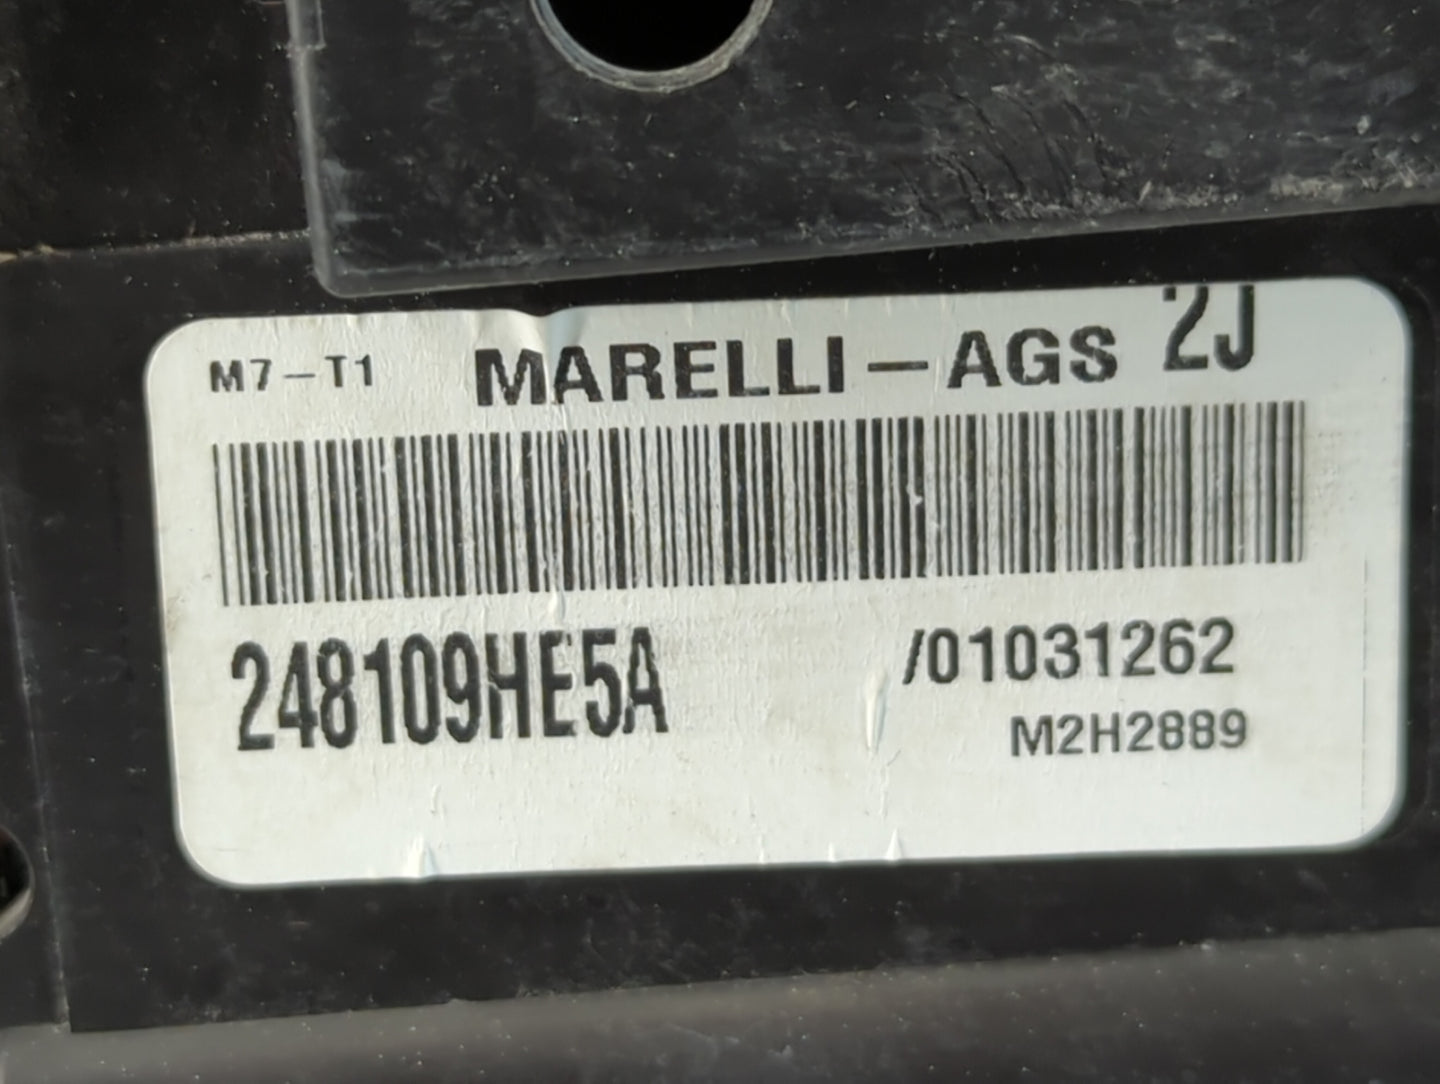 M7-T1 MARELLI-AGS 2J
248109HE5A /01031262
M2H2889